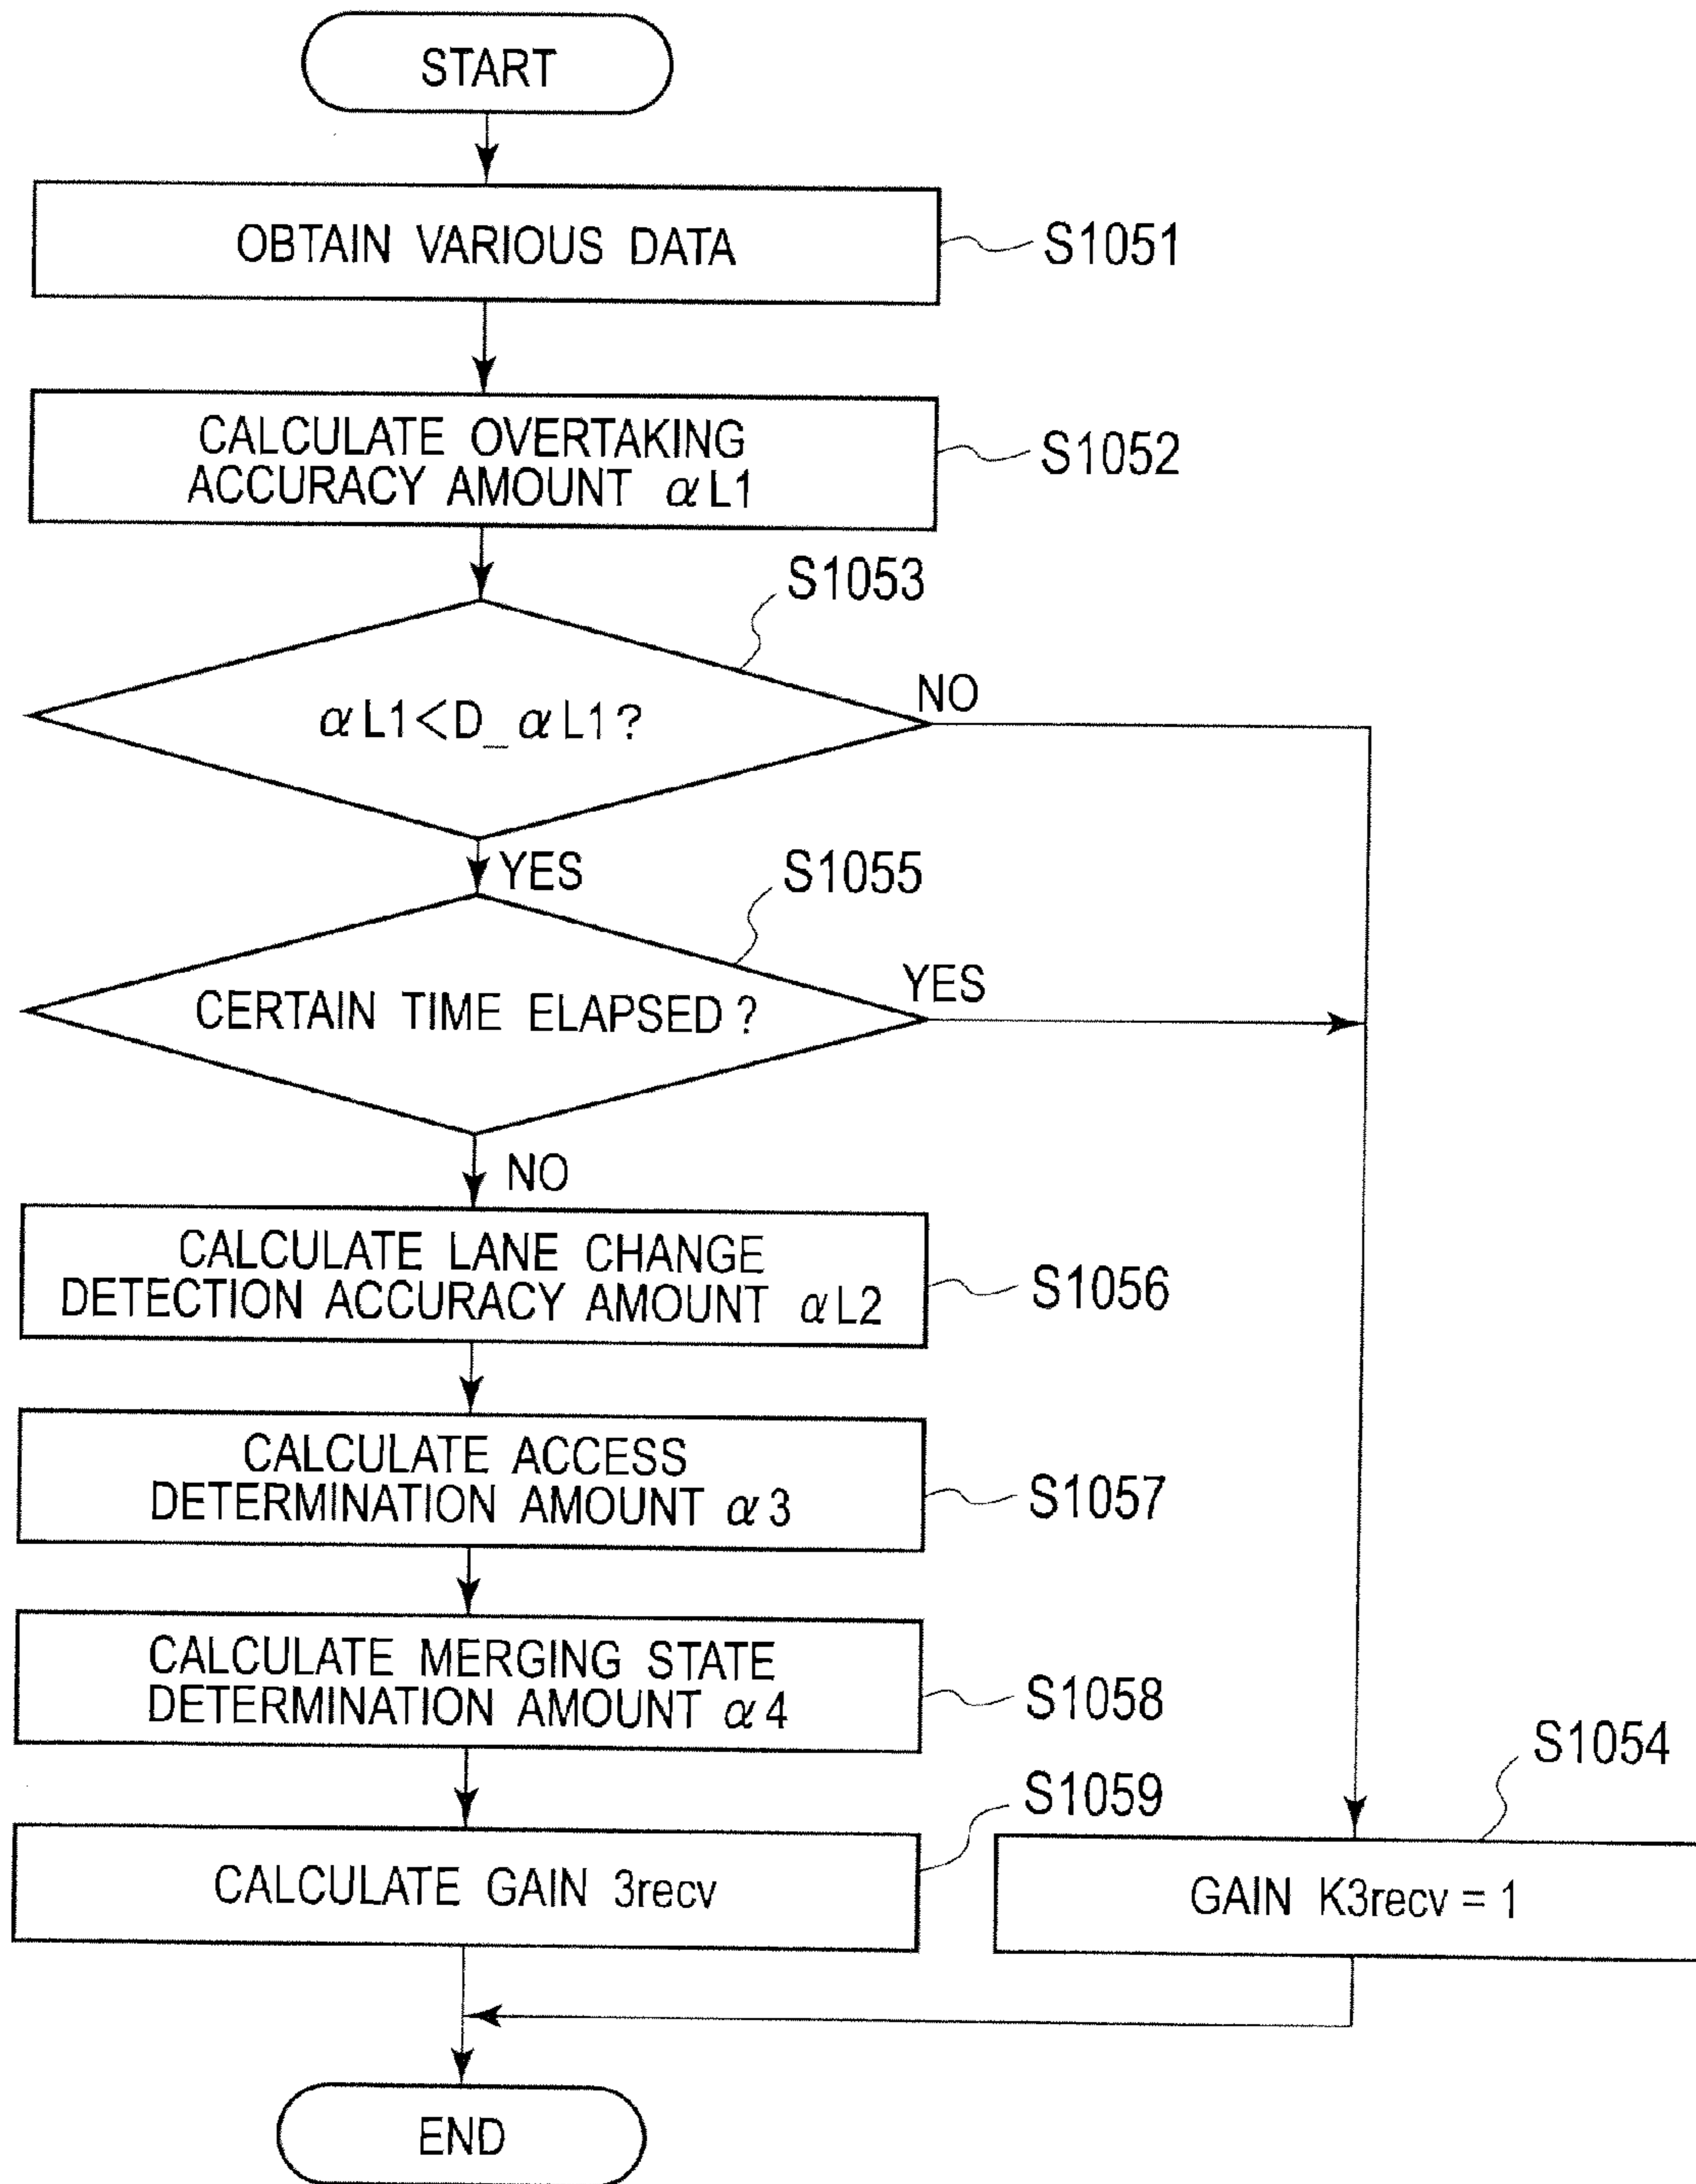 START
OBTAIN VARIOUS DATA
S1051
CALCULATE OVERTAKING
ACCURACY AMOUNT αL1
S1052
S1053
αL1<D_αL1?
NO
YES
S1055
CERTAIN TIME ELAPSED?
YES
NO
CALCULATE LANE CHANGE
DETECTION ACCURACY AMOUNT αL2
S1056
CALCULATE ACCESS
DETERMINATION AMOUNT α3
S1057
CALCULATE MERGING STATE
DETERMINATION AMOUNT α4
S1058
S1059
CALCULATE GAIN 3recv
S1054
GAIN K3recv = 1
END